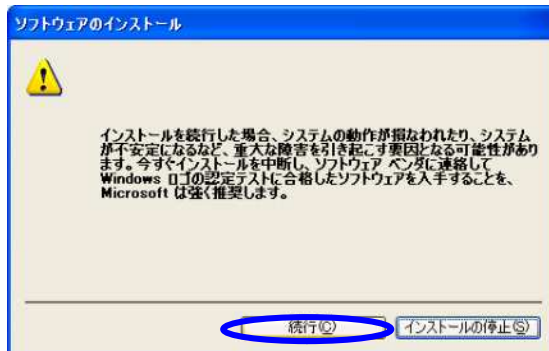 ソフトウェアのインストール
インストールを続行した場合、システムの動作が損なわれたり、システム
が不安定になるなど、重大な障害を引き起こす要因となる可能性があり
ます。今すぐインストールを中断し、ソフトウェア ベンダに連絡して
Windows ロゴの認定テストに合格したソフトウェアを入手することを、
Microsoft は強く推奨します。
続行(C)
インストールの停止(S)